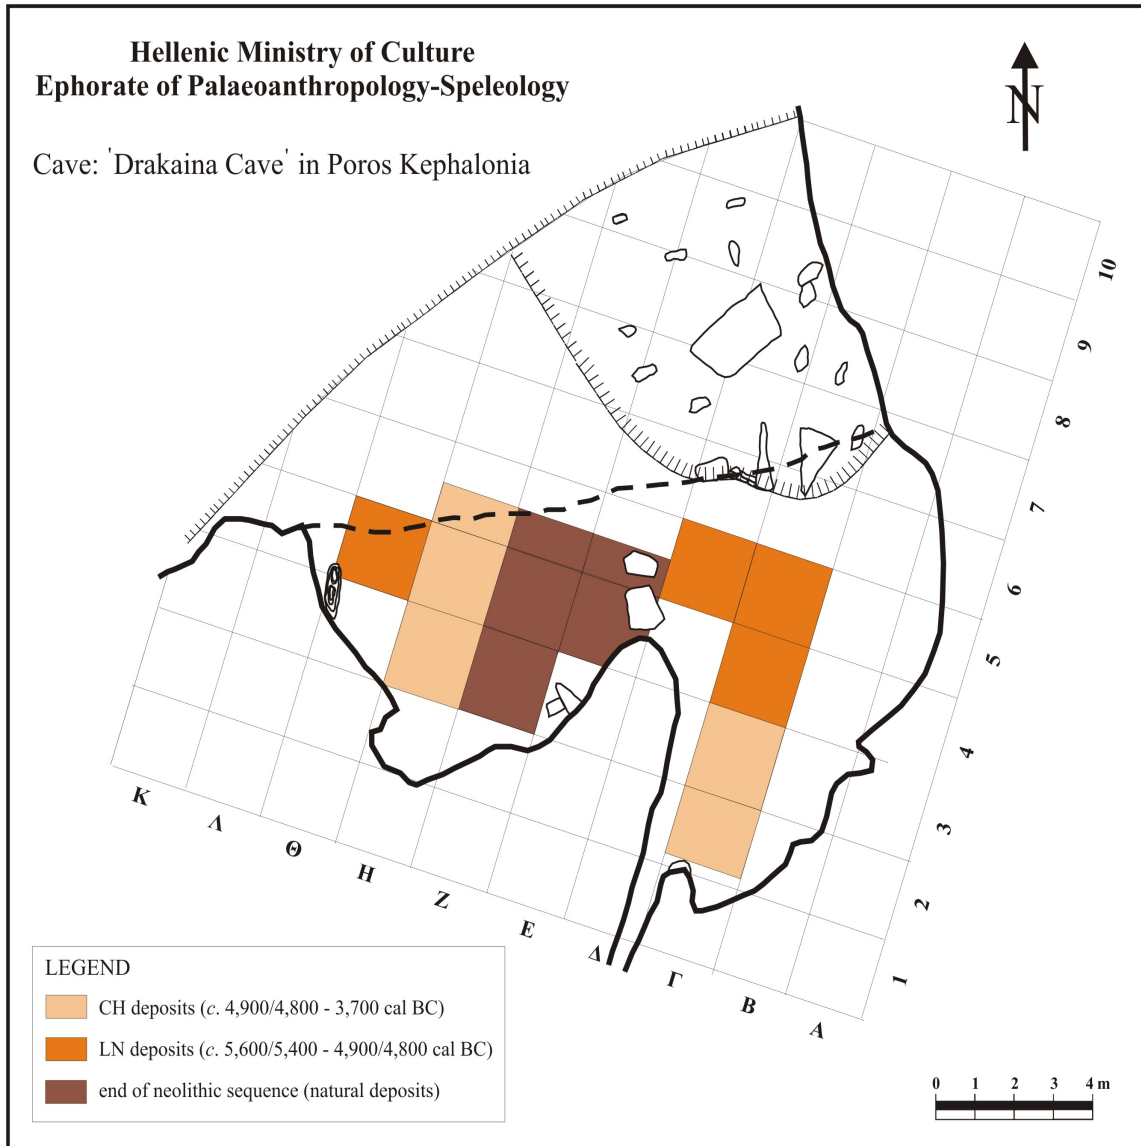 Hellenic Ministry of Culture
Ephorate of Palaeoanthropology-Speleology
N
Cave: 'Drakaina Cave' in Poros Kephalonia
10
9
8
7
6
5
4
3
2
1
Κ
Λ
Θ
Η
Ζ
Ε
Δ
Γ
Β
Α
LEGEND
CH deposits (c. 4,900/4,800 - 3,700 cal BC)
LN deposits (c. 5,600/5,400 - 4,900/4,800 cal BC)
end of neolithic sequence (natural deposits)
0 1 2 3 4 m